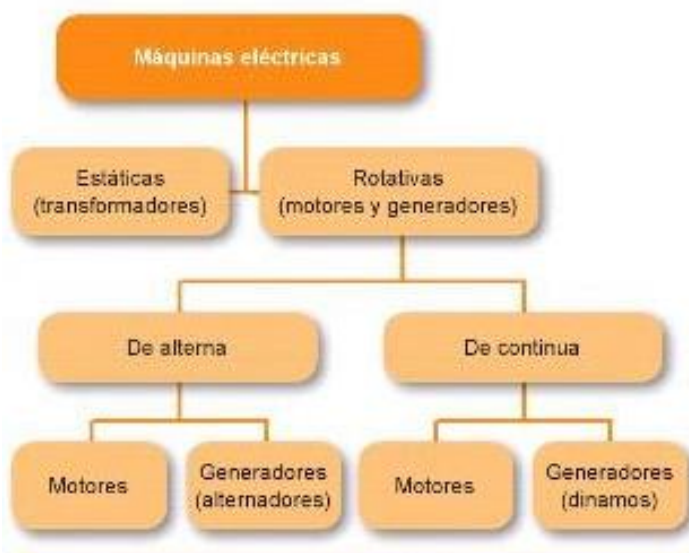 Máquinas eléctricas
Estáticas
(transformadores)
Rotativas
(motores y generadores)
De alterna
De continua
Motores
Generadores
(alternadores)
Motores
Generadores
(dinamos)